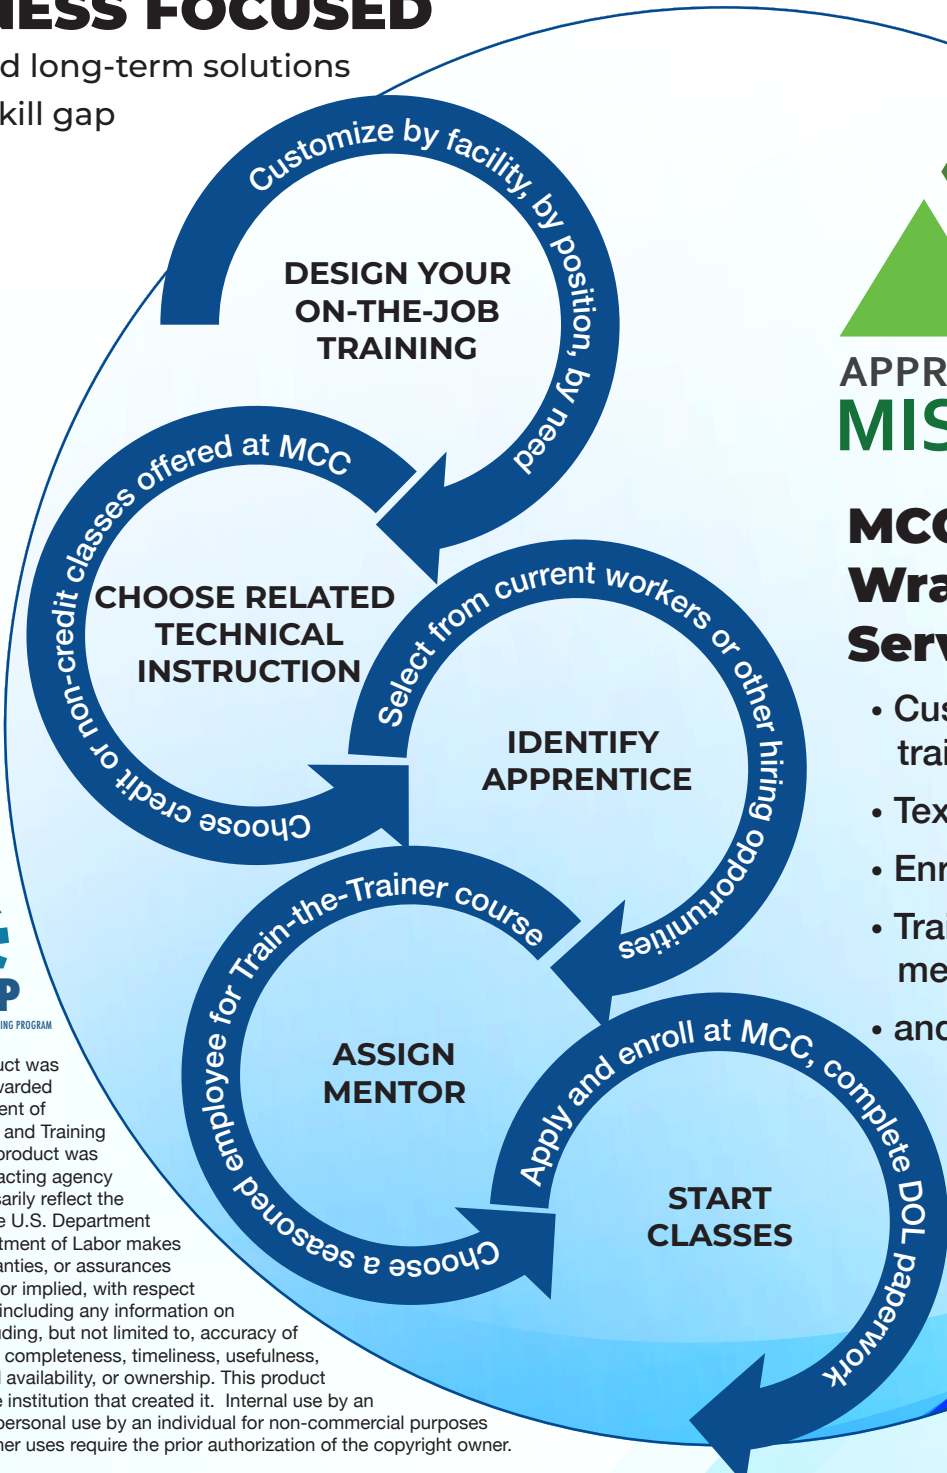 NESS FOCUSED
d long-term solutions
kill gap
Customize by facility, by position, by need
DESIGN YOUR
ON-THE-JOB
TRAINING
Choose credit or non-credit classes offered at MCC
CHOOSE RELATED
TECHNICAL
INSTRUCTION
Select from current workers or other hiring opportunities
IDENTIFY
APPRENTICE
Choose a seasoned employee for Train-the-Trainer course
ASSIGN
MENTOR
Apply and enroll at MCC, complete DOL paperwork
START
CLASSES
APPR
MIS
MCC
Wra
Serv
• Cus
trai
• Tex
• Enr
• Trai
me
• and
P
ING PROGRAM
uct was
warded
ent of
and Training
product was
acting agency
sarily reflect the
e U.S. Department
tment of Labor makes
anties, or assurances
or implied, with respect
including any information on
uding, but not limited to, accuracy of
completeness, timeliness, usefulness,
l availability, or ownership. This product
e institution that created it. Internal use by an
personal use by an individual for non-commercial purposes
her uses require the prior authorization of the copyright owner.